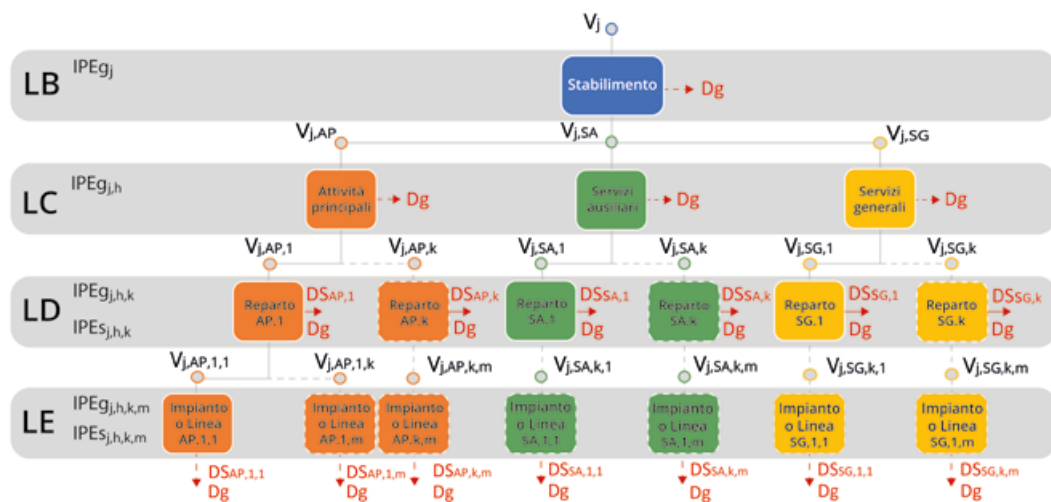 Vj
LB
IPEgj
Stabilimento
Dg
Vj,AP
Vj,SA
Vj,SG
LC
IPEgj,h
Attività
principali
Dg
Servizi
ausiliari
Dg
Servizi
generali
Dg
Vj,AP,1
Vj,AP,k
Vj,SA,1
Vj,SA,k
Vj,SG,1
Vj,SG,k
LD
IPEgj,h,k
IPEsj,h,k
Reparto
AP.1
DSAP,1
Dg
Reparto
AP.k
DSAP,k
Dg
Reparto
SA.1
DSSA,1
Dg
Reparto
SA.k
DSSA,k
Dg
Reparto
SG.1
DSSG,1
Dg
Reparto
SG.k
DSSG,k
Dg
Vj,AP,1,1
Vj,AP,1,k
Vj,AP,k,m
Vj,SA,k,1
Vj,SA,k,m
Vj,SG,k,1
Vj,SG,k,m
LE
IPEgj,h,k,m
IPEsj,h,k,m
Impianto
o Linea
AP,1,1
Impianto
o Linea
AP.1,m
Impianto
o Linea
AP.k,m
Impianto
o Linea
SA,1,1
Impianto
o Linea
SA,1,m
Impianto
o Linea
SG,1,1
Impianto
o Linea
SG,1,m
DSAP,1,1
Dg
DSAP,1,m
Dg
DSAP,k,m
Dg
DSSA,1,1
Dg
DSSA,k,m
Dg
DSSG,1,1
Dg
DSSG,k,m
Dg